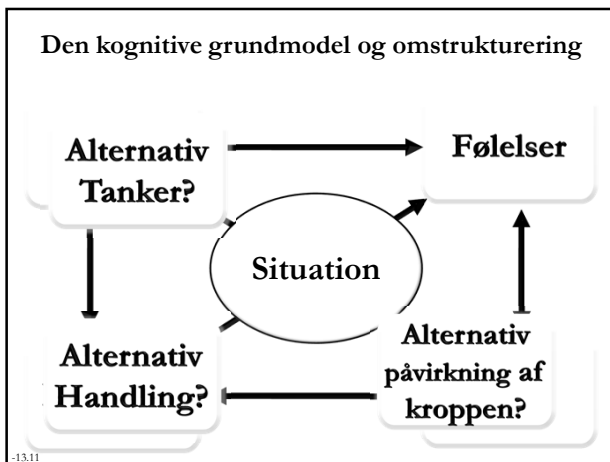 Den kognitive grundmodel og omstrukturering
Alternativ
Tanker?
Følelser
Situation
Alternativ
Handling?
Alternativ
påvirkning af
kroppen?
-13.11